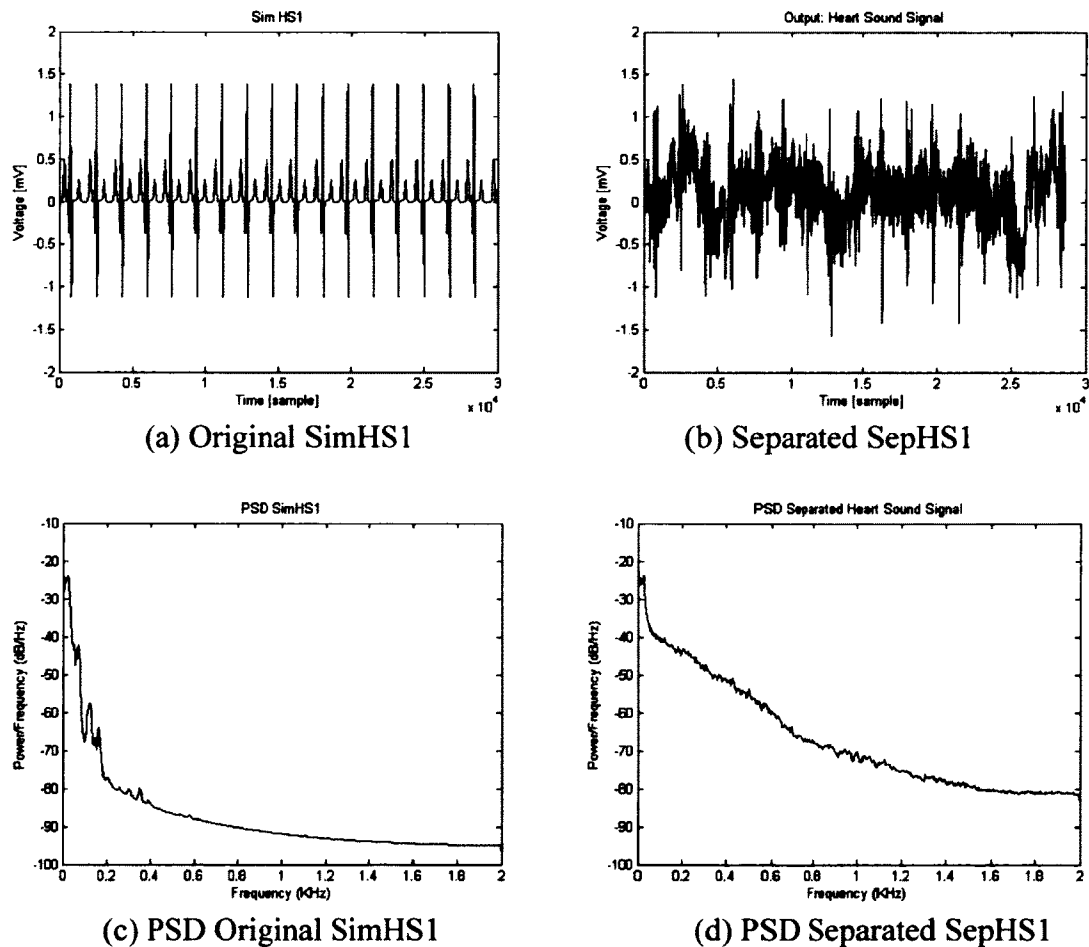 Sim HS1
Voltage [mV]
2
1.5
1
0.5
0
-0.5
-1
-1.5
-2
0 0.5 1 1.5 2 2.5 3
Time [sample]
x 10^4
(a) Original SimHS1
Output: Heart Sound Signal
Voltage [mV]
2
1.5
1
0.5
0
-0.5
-1
-1.5
-2
0 0.5 1 1.5 2 2.5 3
Time [sample]
x 10^4
(b) Separated SepHS1
PSD SimHS1
Power/Frequency (dB/Hz)
-10
-20
-30
-40
-50
-60
-70
-80
-90
-100
0 0.2 0.4 0.6 0.8 1 1.2 1.4 1.6 1.8 2
Frequency (KHz)
(c) PSD Original SimHS1
PSD Separated Heart Sound Signal
Power/Frequency (dB/Hz)
-10
-20
-30
-40
-50
-60
-70
-80
-90
-100
0 0.2 0.4 0.6 0.8 1 1.2 1.4 1.6 1.8 2
Frequency (KHz)
(d) PSD Separated SepHS1